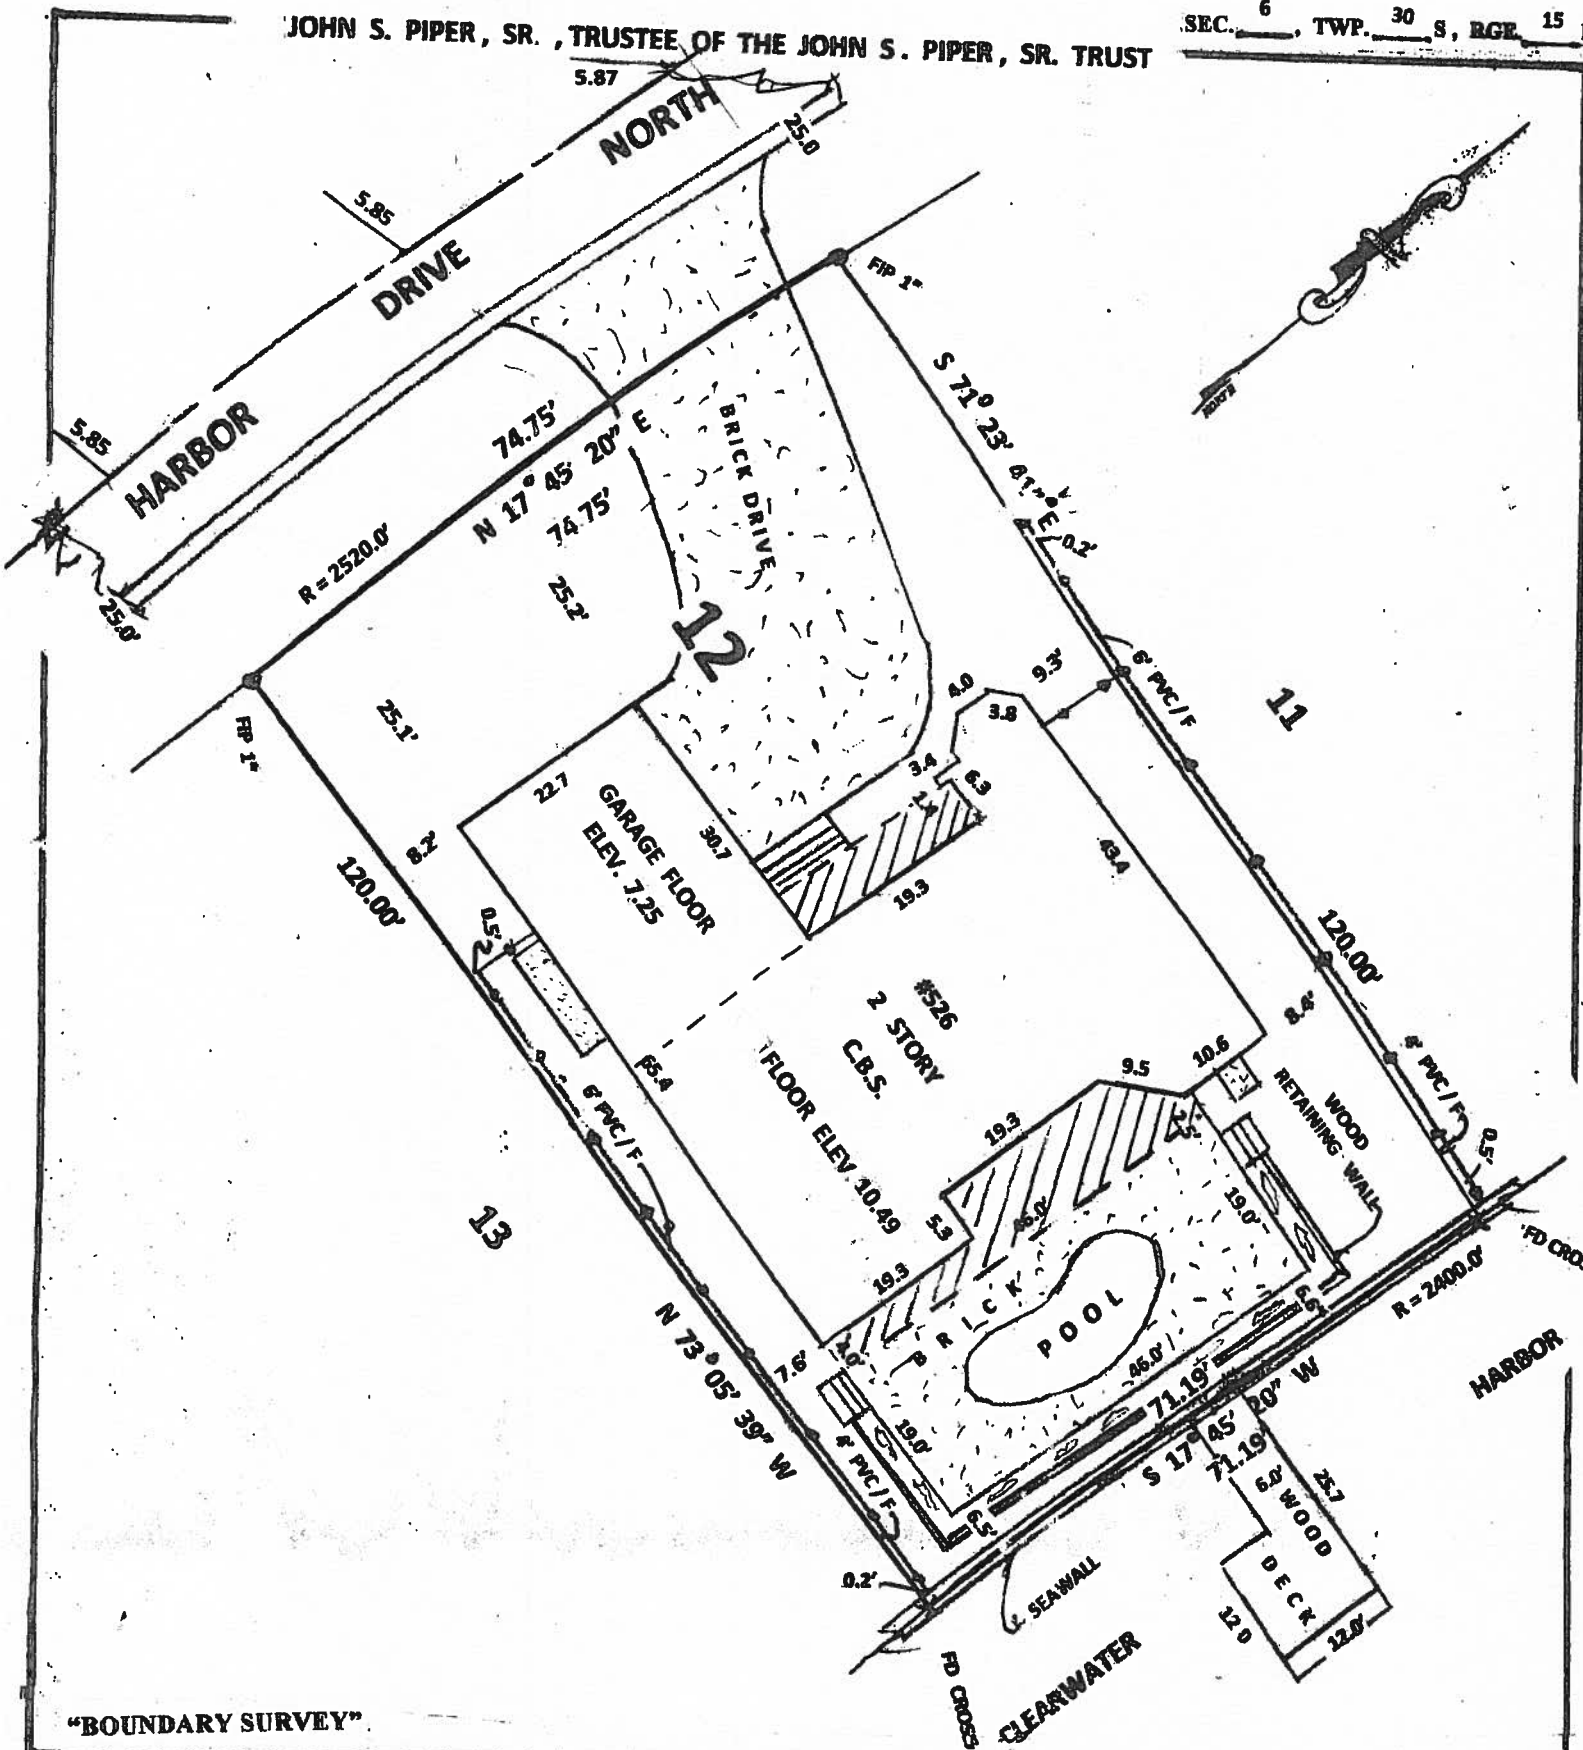 JOHN S. PIPER, SR., TRUSTEE OF THE JOHN S. PIPER, SR. TRUST
SEC. 6, TWP. 30 S, RGE. 15
5.87
NORTH
25.0
5.85
DRIVE
5.85
HARBOR
25.0'
FIP 1"
NORTH
74.75'
N 17° 45' 20" E
74.75'
R = 2520.0'
BRICK DRIVE
S 71° 23' 41" E
0.2'
25.2'
12
25.1'
FIP 1"
9.3'
6' PVC/F
11
4.0
3.8
3.4
6.3
22.7
GARAGE FLOOR
ELEV. 7.25
30.7
43.4
8.2'
120.00'
19.3
0.5'
120.00'
#526
2 STORY
C.B.S.
FLOOR ELEV. 10.49
8.4'
65.4
6' PVC/F
9.5
10.6
WOOD
RETAINING WALL
4' PVC/F
0.5'
19.3
13
5.3
19.0'
19.3
BRICK
POOL
FD CROSS
R = 2400.0'
6.6'
46.0'
N 73° 05' 39" W
7.6'
19.0'
4' PVC/F
71.19'
S 17° 45' 20" W
71.19'
6.5'
HARBOR
6.0
WOOD
DECK
25.7
0.2'
SEAWALL
12.0
12.0'
FD CROSS
CLEARWATER
"BOUNDARY SURVEY"